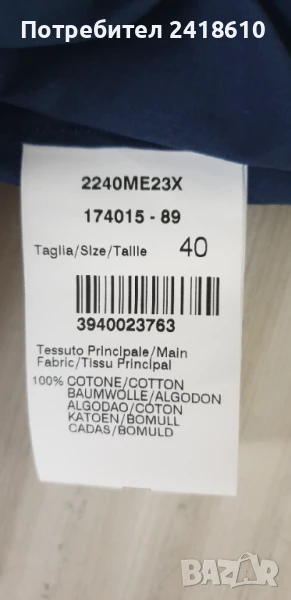 Потребител 2418610
2240ME23X
174015 - 89
Taglia/Size/Taille 40
3940023763
Tessuto Principale/Main
Fabric/Tissu Principal
100% COTONE/COTTON
BAUMWOLLE/ALGODON
ALGODAO/COTON
KATOEN/BOMULL
CADAS/BOMULD
BAZAR